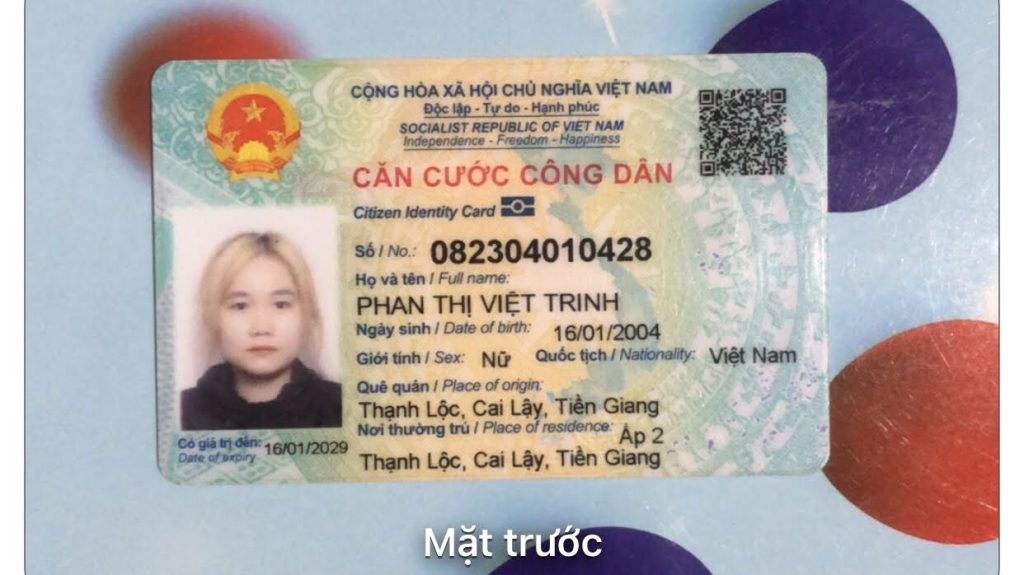 CỘNG HÒA XÃ HỘI CHỦ NGHĨA VIỆT NAM
Độc lập - Tự do - Hạnh phúc
SOCIALIST REPUBLIC OF VIET NAM
Independence - Freedom - Happiness
CĂN CƯỚC CÔNG DÂN
Citizen Identity Card
Số / No.: 082304010428
Họ và tên / Full name:
PHAN THỊ VIỆT TRINH
Ngày sinh / Date of birth: 16/01/2004
Giới tính / Sex: Nữ Quốc tịch / Nationality: Việt Nam
Quê quán / Place of origin:
Thạnh Lộc, Cai Lậy, Tiền Giang
Nơi thường trú / Place of residence: Ấp 2
Thạnh Lộc, Cai Lậy, Tiền Giang
Có giá trị đến: 16/01/2029
Date of expiry
Mặt trước